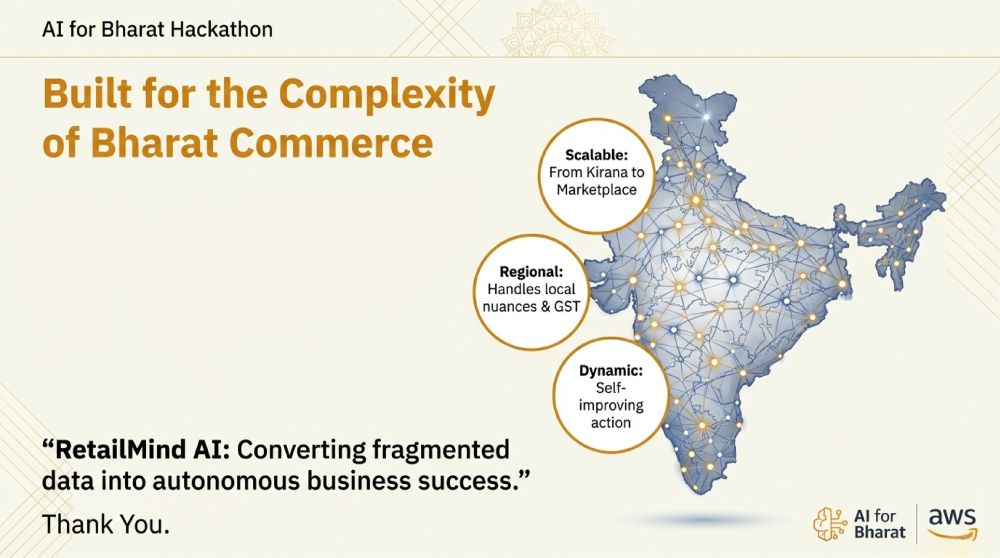 AI for Bharat Hackathon
Built for the Complexity
of Bharat Commerce
Scalable:
From Kirana to
Marketplace
Regional:
Handles local
nuances & GST
Dynamic:
Self-
improving
action
“RetailMind AI: Converting fragmented
data into autonomous business success.”
Thank You.
AI for
Bharat
aws